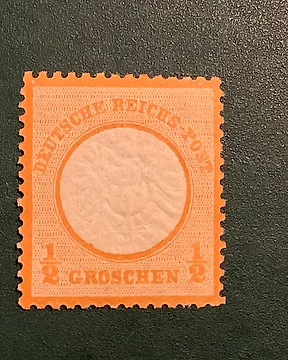 DEUTSCHE REICHS-POST
1/2 GROSCHEN 1/2